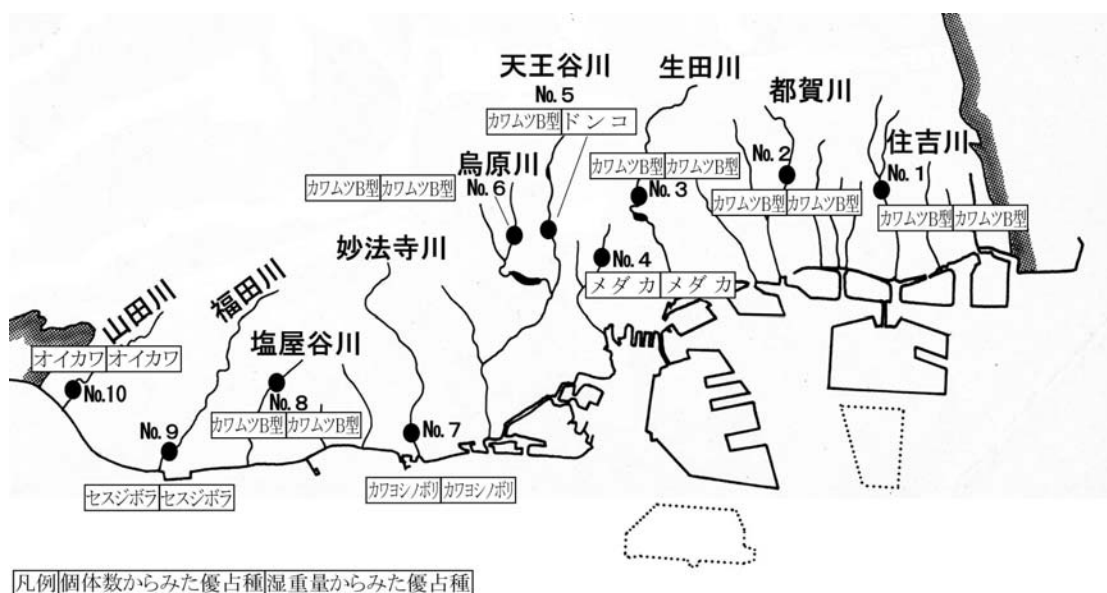 天王谷川
No.5
カワムツB型 ドンコ
生田川
都賀川
住吉川
烏原川
No.6
カワムツB型 カワムツB型
カワムツB型 カワムツB型
No.3
No.2
カワムツB型 カワムツB型
No.1
カワムツB型 カワムツB型
No.4
メダカ メダカ
妙法寺川
福田川
山田川
塩屋谷川
オイカワ オイカワ
No.10
No.8
カワムツB型 カワムツB型
No.9
No.7
セスジボラ セスジボラ
カワヨシノボリ カワヨシノボリ
凡例 個体数からみた優占種 湿重量からみた優占種